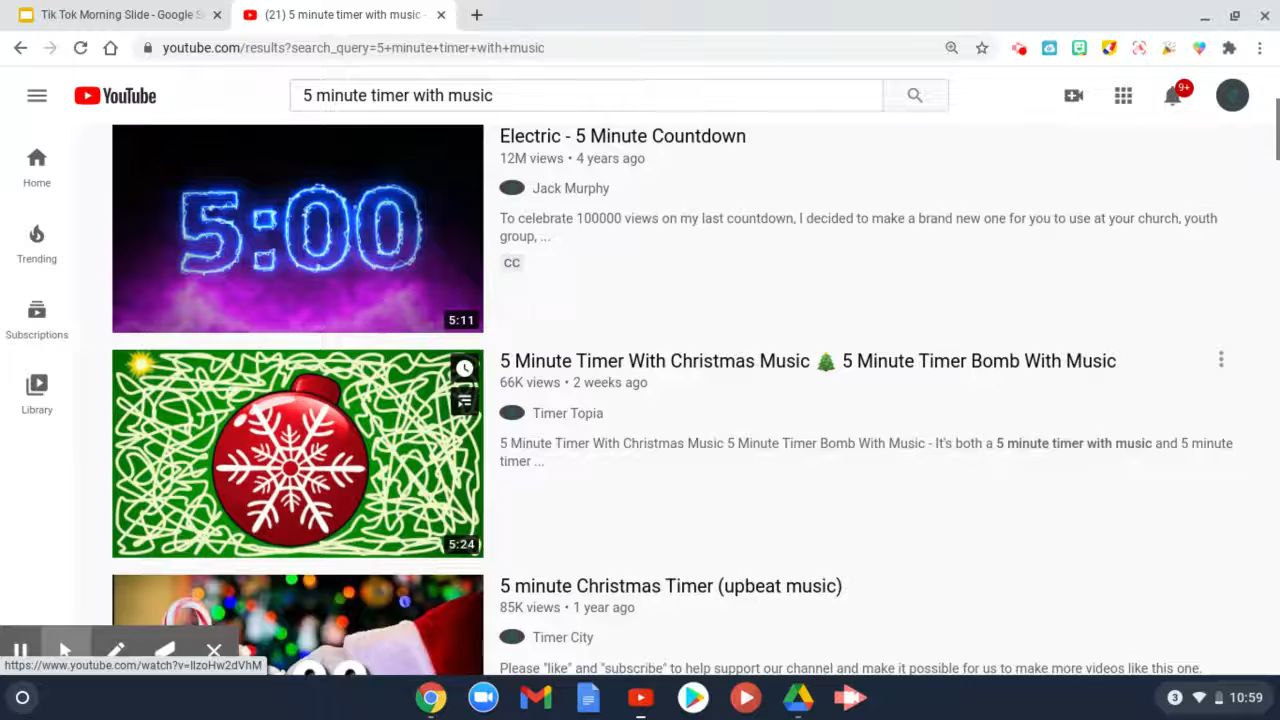 Tik Tok Morning Slide - Google S
(21) 5 minute timer with music -
youtube.com/results?search_query=5+minute+timer+with+music
YouTube
5 minute timer with music
9+
Home
Trending
Subscriptions
Library
5:00
5:11
Electric - 5 Minute Countdown
12M views • 4 years ago
Jack Murphy
To celebrate 100000 views on my last countdown, I decided to make a brand new one for you to use at your church, youth
group, ...
CC
5:24
5 Minute Timer With Christmas Music 🎄 5 Minute Timer Bomb With Music
66K views • 2 weeks ago
Timer Topia
5 Minute Timer With Christmas Music 5 Minute Timer Bomb With Music - It's both a 5 minute timer with music and 5 minute
timer ...
5 minute Christmas Timer (upbeat music)
85K views • 1 year ago
Timer City
Please "like" and "subscribe" to help support our channel and make it possible for us to make more videos like this one.
https://www.youtube.com/watch?v=IIzoHw2dVhM
3
10:59